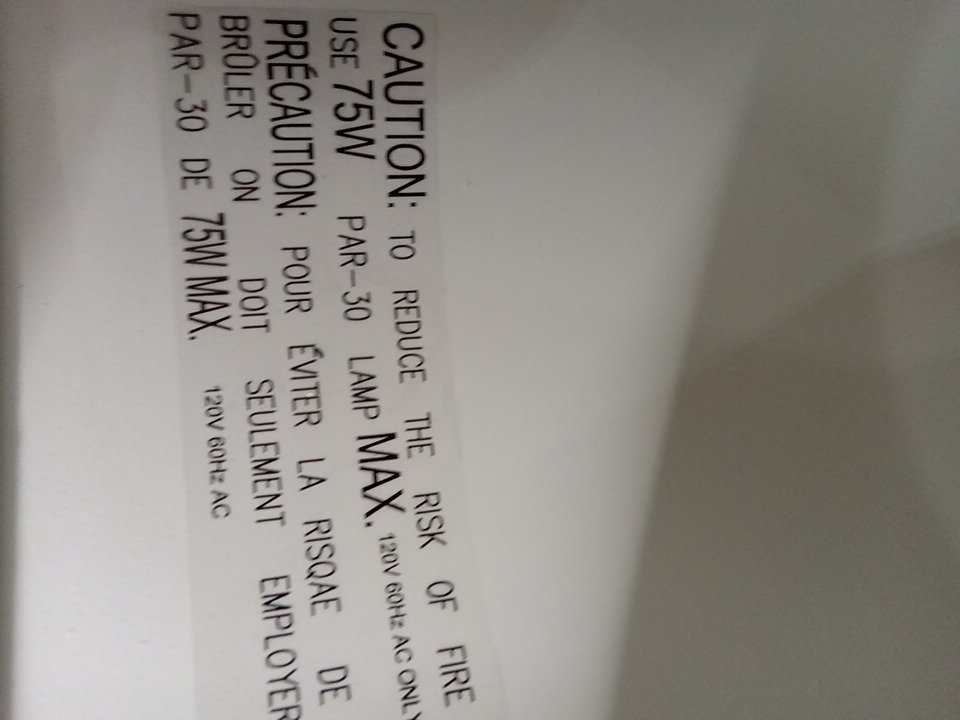 CAUTION: TO REDUCE THE RISK OF FIRE
USE 75W PAR-30 LAMP MAX. 120V 60Hz AC ONLY
PRÉCAUTION: POUR ÉVITER LA RISQAE DE
BRÛLER ON DOIT SEULEMENT EMPLOYER
PAR-30 DE 75W MAX. 120V 60Hz AC